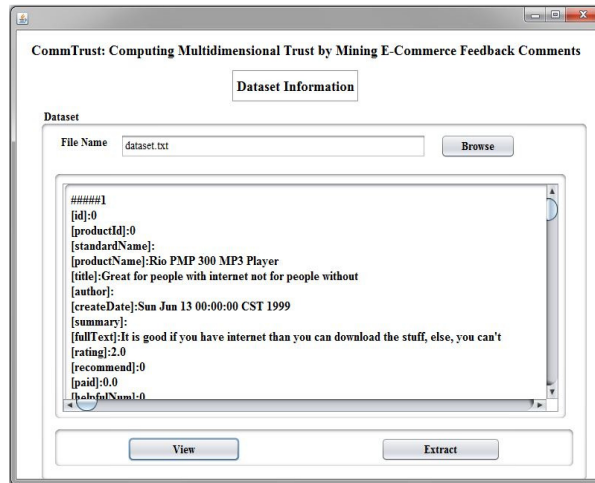 CommTrust: Computing Multidimensional Trust by Mining E-Commerce Feedback Comments
Dataset Information
Dataset
File Name dataset.txt Browse
#####1
[id]:0
[productId]:0
[standardName]:
[productName]:Rio PMP 300 MP3 Player
[title]:Great for people with internet not for people without
[author]:
[createDate]:Sun Jun 13 00:00:00 CST 1999
[summary]:
[fullText]:It is good if you have internet than you can download the stuff, else, you can't
[rating]:2.0
[recommend]:0
[paid]:0.0
[helpfulNum]:0
View Extract